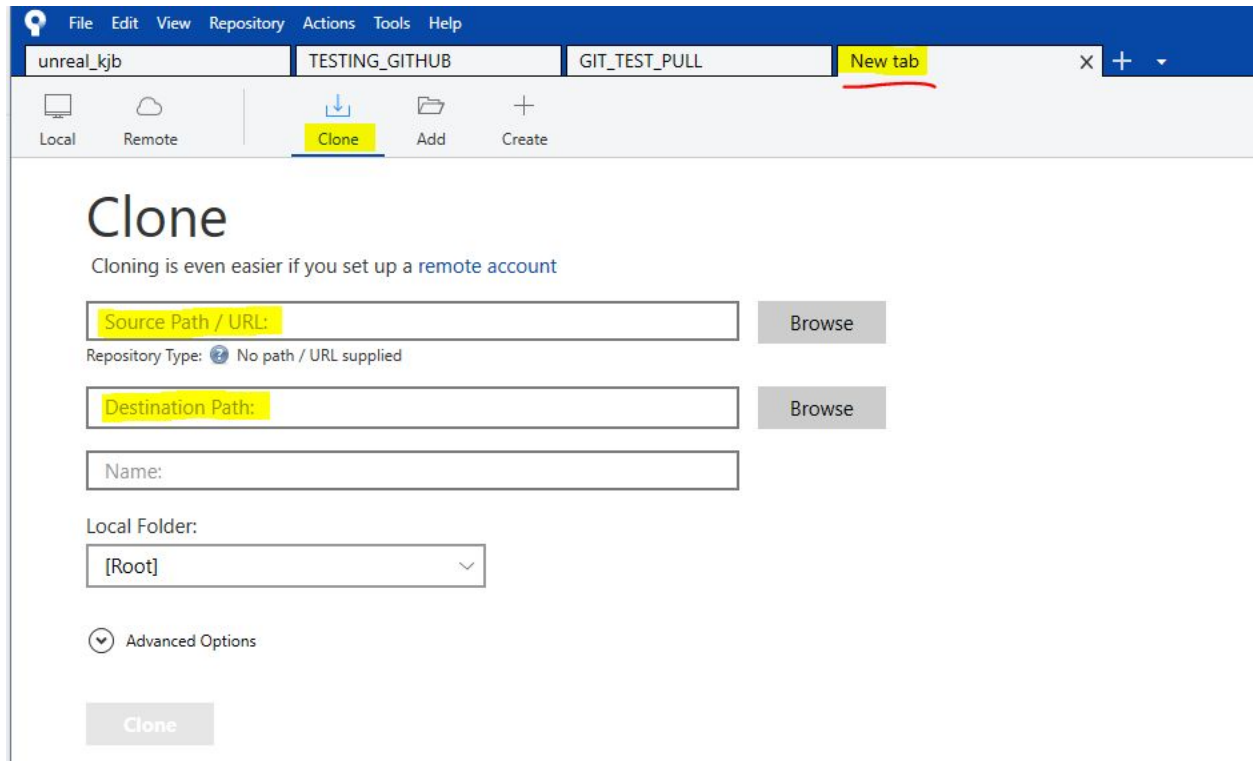 File Edit View Repository Actions Tools Help
unreal_kjb TESTING_GITHUB GIT_TEST_PULL New tab
Local Remote Clone Add Create
Clone
Cloning is even easier if you set up a remote account
Source Path / URL: Browse
Repository Type: No path / URL supplied
Destination Path: Browse
Name:
Local Folder:
[Root]
Advanced Options
Clone